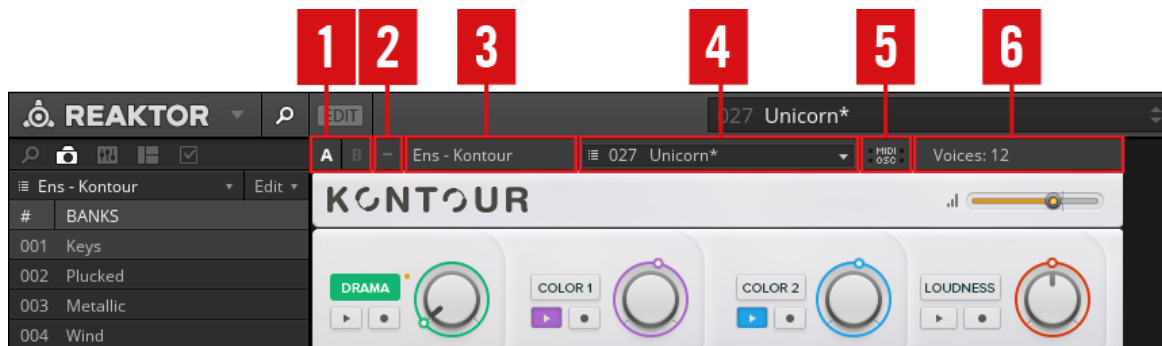 1 2 3 4 5 6
REAKTOR EDIT 027 Unicorn*
A B Ens - Kontour 027 Unicorn* MIDI OSC Voices: 12
Ens - Kontour Edit
KONTOUR
# BANKS
001 Keys
002 Plucked
DRAMA COLOR 1 COLOR 2 LOUDNESS
003 Metallic
004 Wind